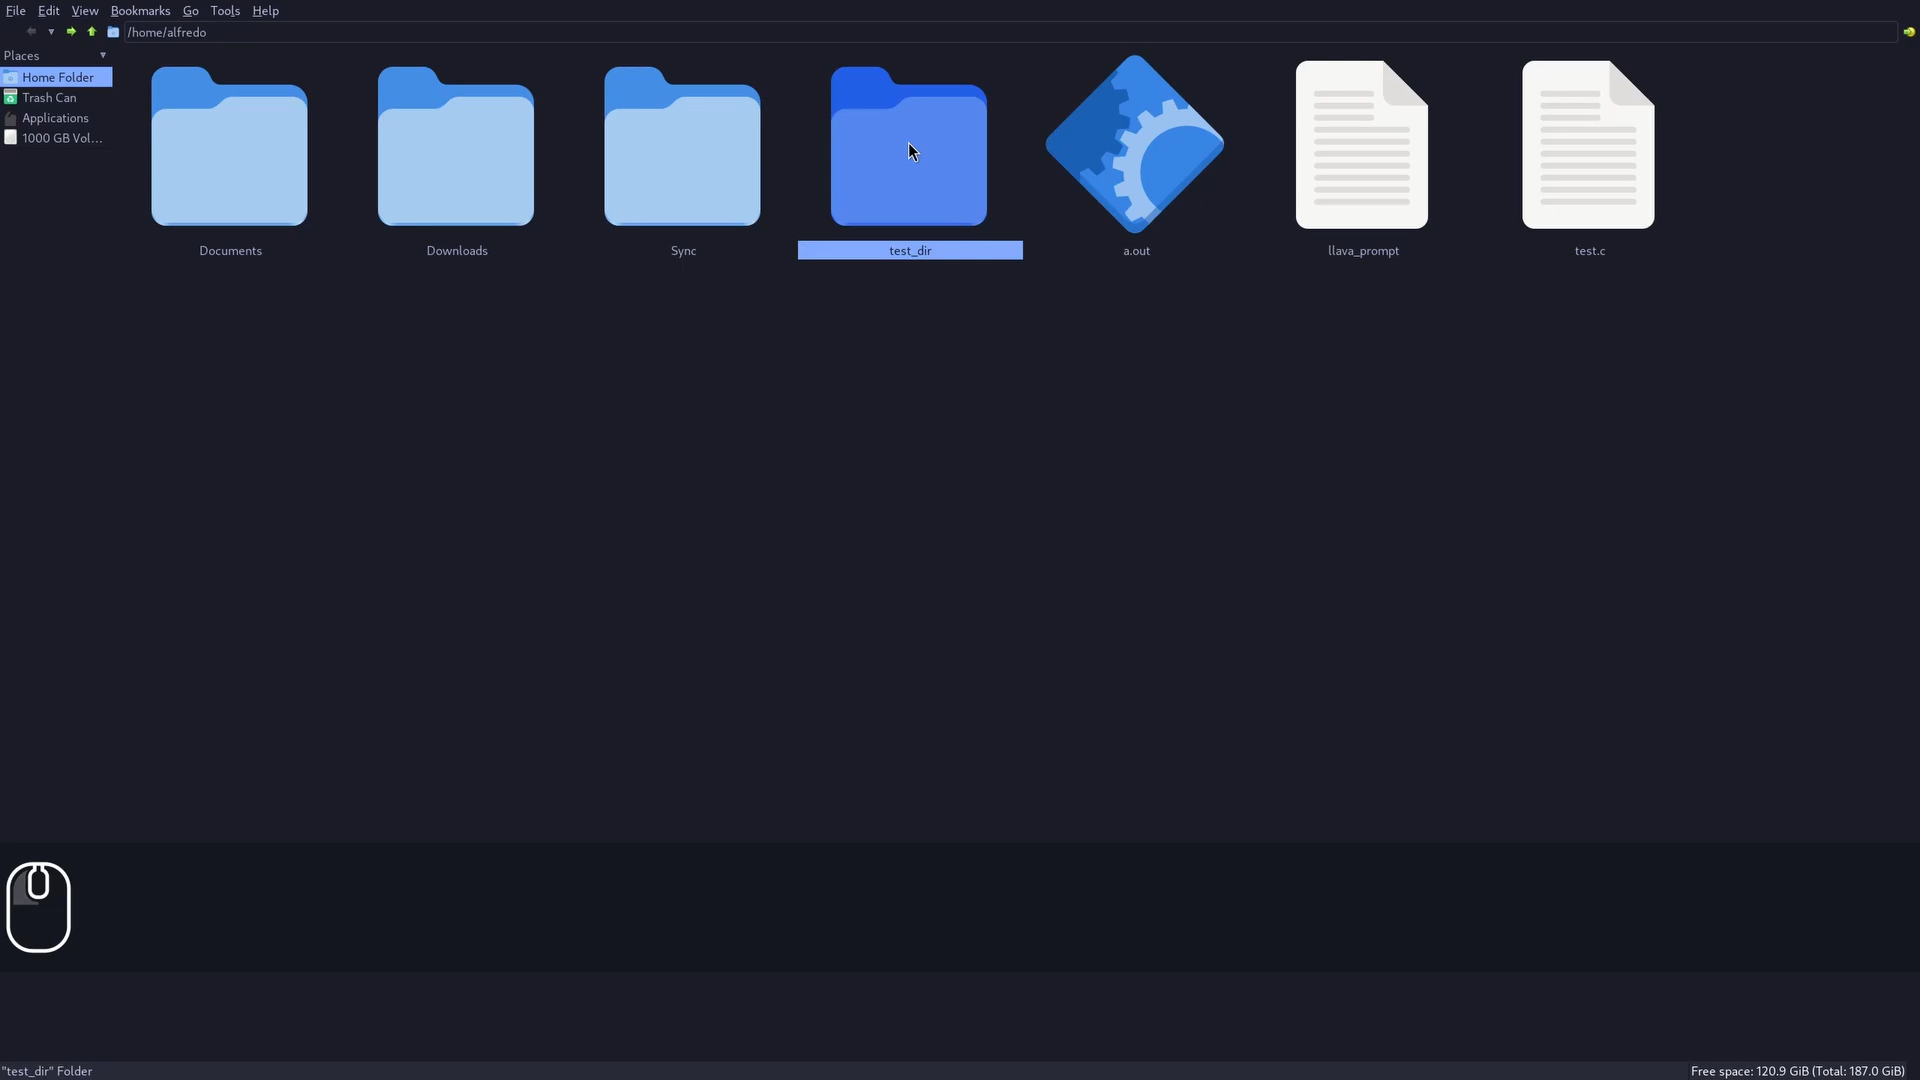 File Edit View Bookmarks Go Tools Help
/home/alfredo
Places
Home Folder
Trash Can
Applications
1000 GB Vol...
Documents Downloads Sync test_dir a.out llava_prompt test.c
"test_dir" Folder Free space: 120.9 GiB (Total: 187.0 GiB)